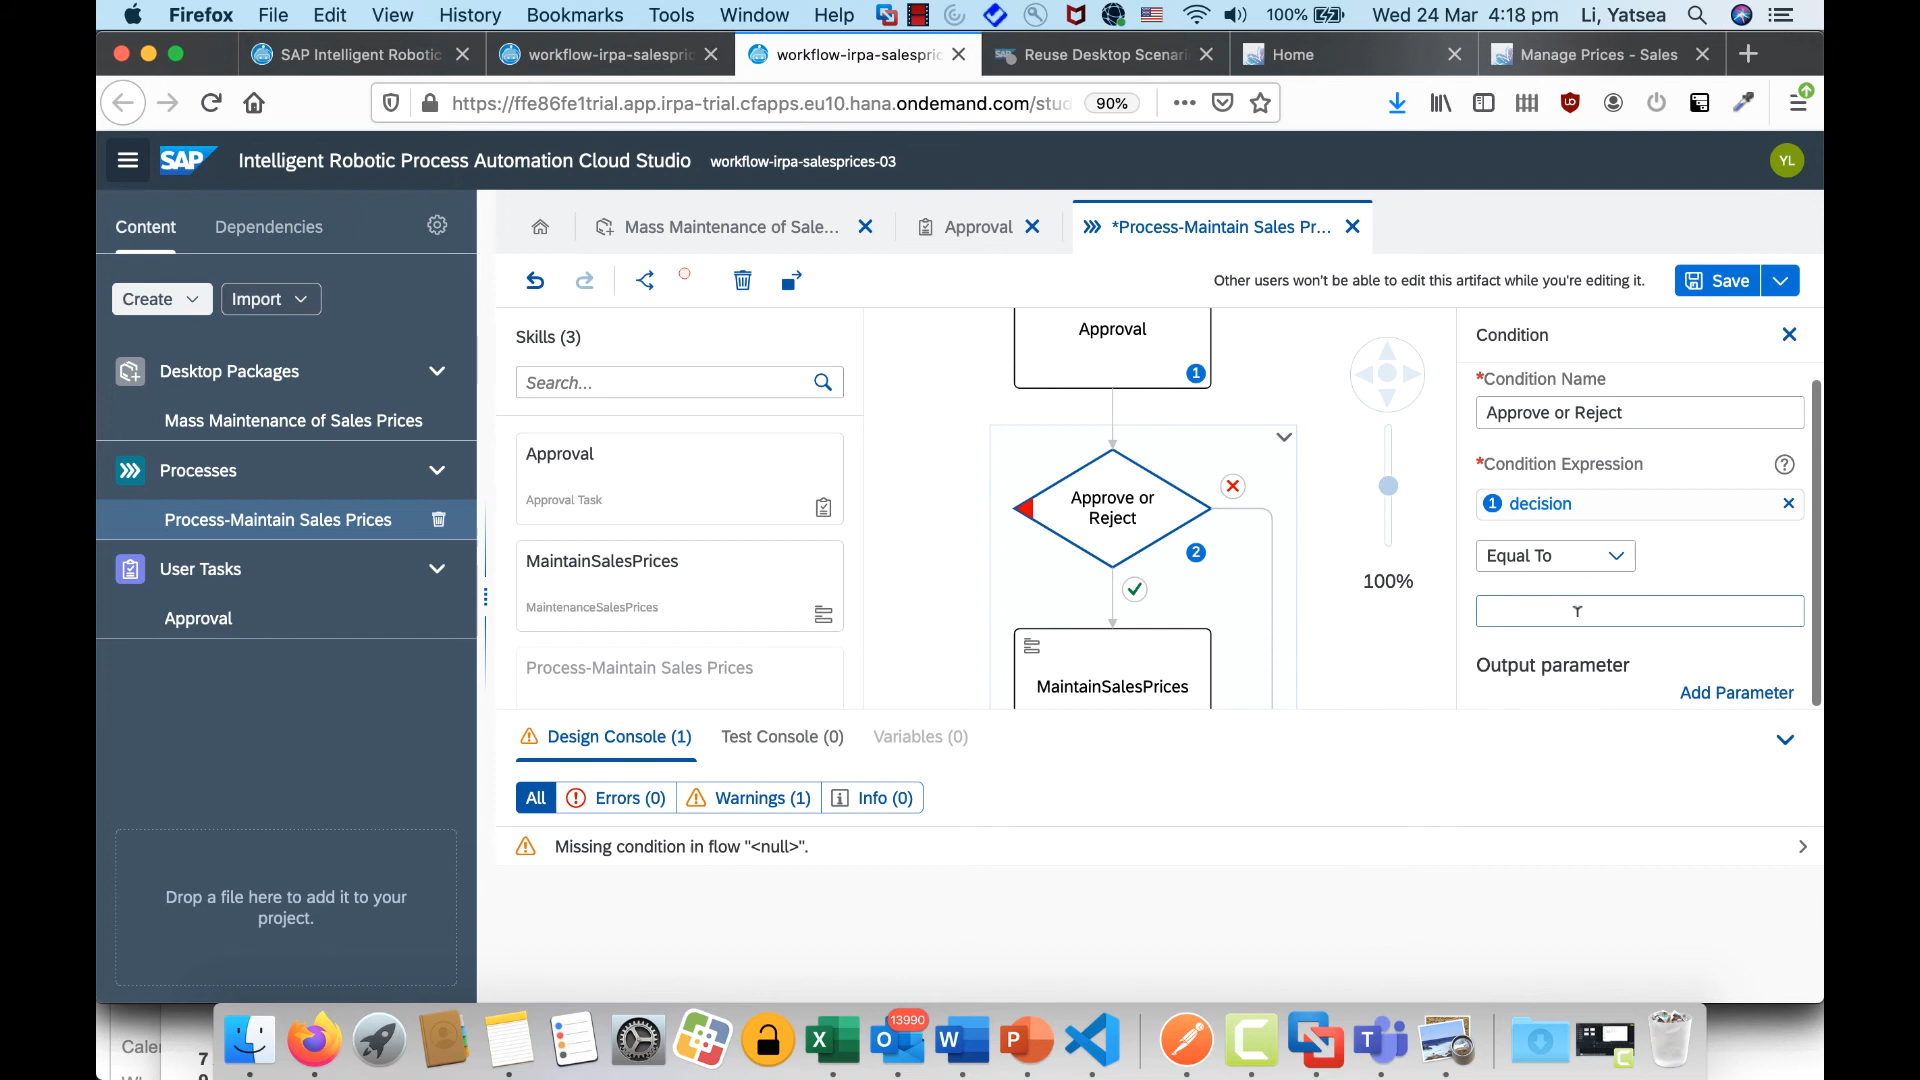 Firefox File Edit View History Bookmarks Tools Window Help 100% Wed 24 Mar 4:18 pm Li, Yatsea
SAP Intelligent Robotic
workflow-irpa-salespric
workflow-irpa-salespric
Reuse Desktop Scenari
Home
Manage Prices - Sales
https://ffe86fe1trial.app.irpa-trial.cfapps.eu10.hana.ondemand.com/stud 90%
SAP Intelligent Robotic Process Automation Cloud Studio workflow-irpa-salesprices-03 YL
Content Dependencies
Mass Maintenance of Sale... Approval *Process-Maintain Sales Pr...
Other users won't be able to edit this artifact while you're editing it. Save
Create Import
Desktop Packages
Mass Maintenance of Sales Prices
Processes
Process-Maintain Sales Prices
User Tasks
Approval
Drop a file here to add it to your
project.
Skills (3)
Search...
Approval
Approval Task
MaintainSalesPrices
MaintenanceSalesPrices
Process-Maintain Sales Prices
Approval
1
Approve or
Reject
2
MaintainSalesPrices
100%
Condition
*Condition Name
Approve or Reject
*Condition Expression
1 decision
Equal To
Output parameter
Add Parameter
Design Console (1) Test Console (0) Variables (0)
All Errors (0) Warnings (1) Info (0)
Missing condition in flow "<null>".
Caler
7
13990